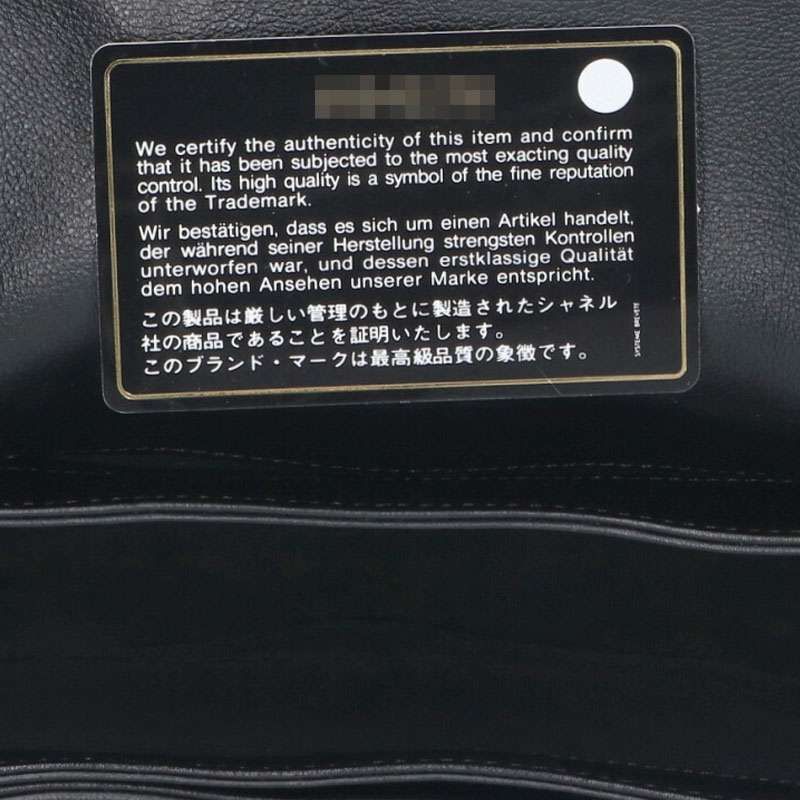 We certify the authenticity of this item and confirm
that it has been subjected to the most exacting quality
control. Its high quality is a symbol of the fine reputation
of the Trademark.
Wir bestätigen, dass es sich um einen Artikel handelt,
der während seiner Herstellung strengsten Kontrollen
unterworfen war, und dessen erstklassige Qualität
dem hohen Ansehen unserer Marke entspricht.
この製品は厳しい管理のもとに製造されたシャネル
社の商品であることを証明いたします。
このブランド・マークは最高級品質の象徴です。